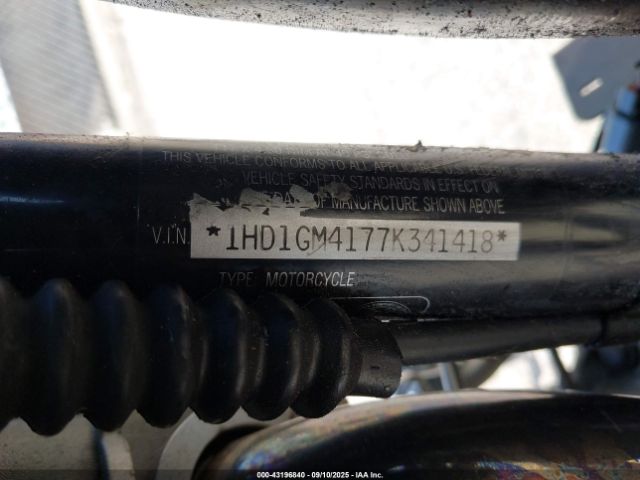 THIS VEHICLE CONFORMS TO ALL APPLICABLE U.S.
VEHICLE SAFETY STANDARDS IN EFFECT ON
OF MANUFACTURE SHOWN ABOVE
V.I.N. *1HD1GM4177K341418*
TYPE: MOTORCYCLE
000-43196840 - 09/10/2025 - IAA Inc.